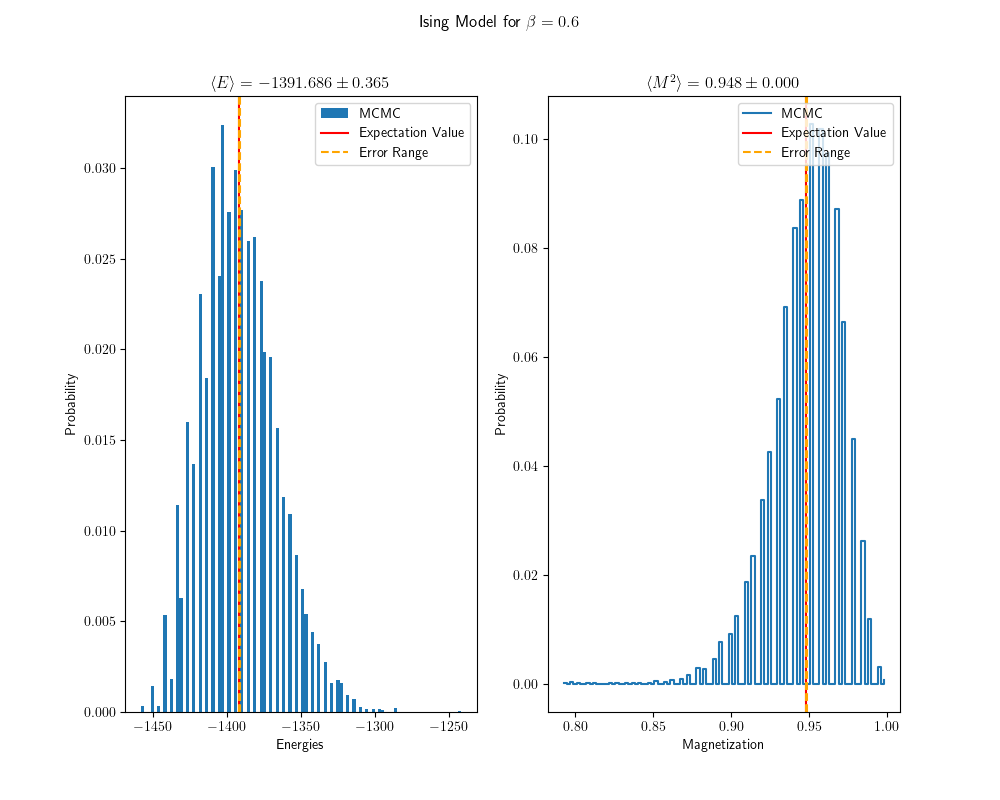 Ising Model for β = 0.6
⟨E⟩ = −1391.686 ± 0.365
MCMC
Expectation Value
Error Range
0.030
0.025
0.020
0.015
0.010
0.005
0.000
Probability
−1450
−1400
−1350
−1300
−1250
Energies
⟨M²⟩ = 0.948 ± 0.000
MCMC
Expectation Value
Error Range
0.10
0.08
0.06
0.04
0.02
0.00
Probability
0.80
0.85
0.90
0.95
1.00
Magnetization